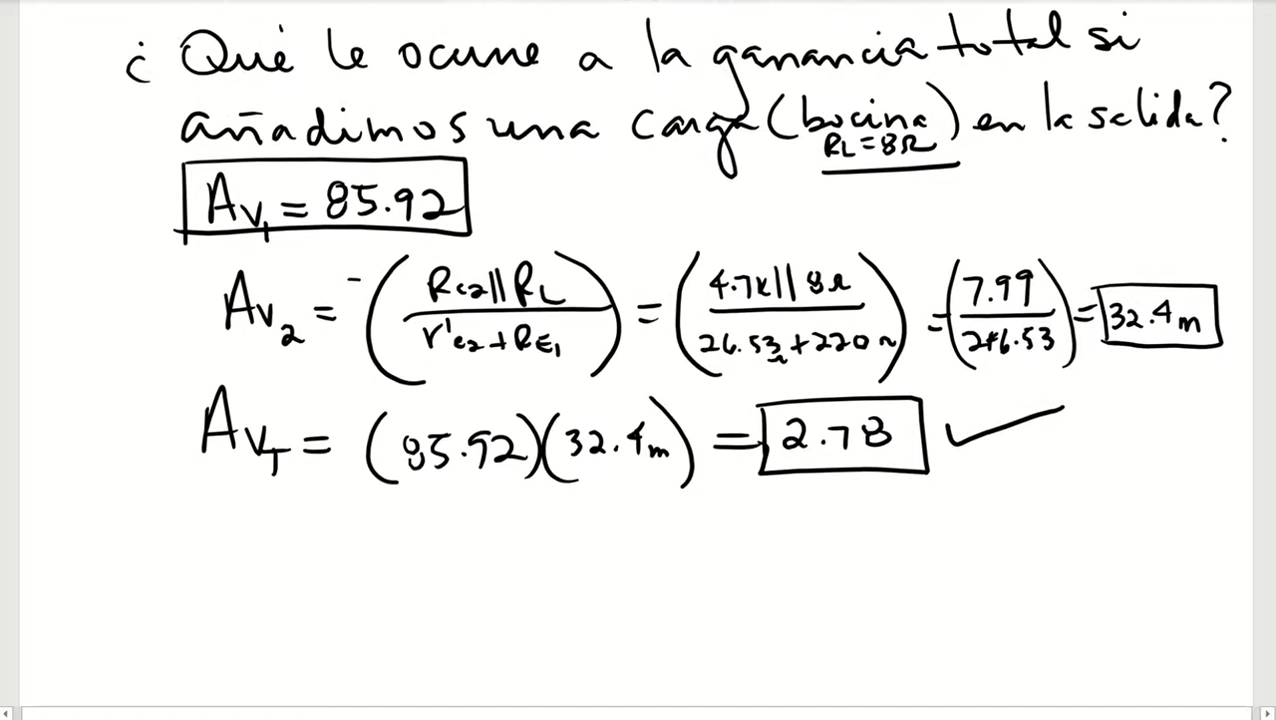 ¿ Qué le ocurre a la ganancia total si
añadimos una carga (bocina) en la salida?
RL = 8Ω
Av1 = 85.92
Av2 = -(Rc2||RL / r'e2+RE1) = (4.7k||8Ω / 26.53Ω+220Ω) = (7.99 / 246.53) = 32.4m
AvT = (85.92)(32.4m) = 2.78 ✓